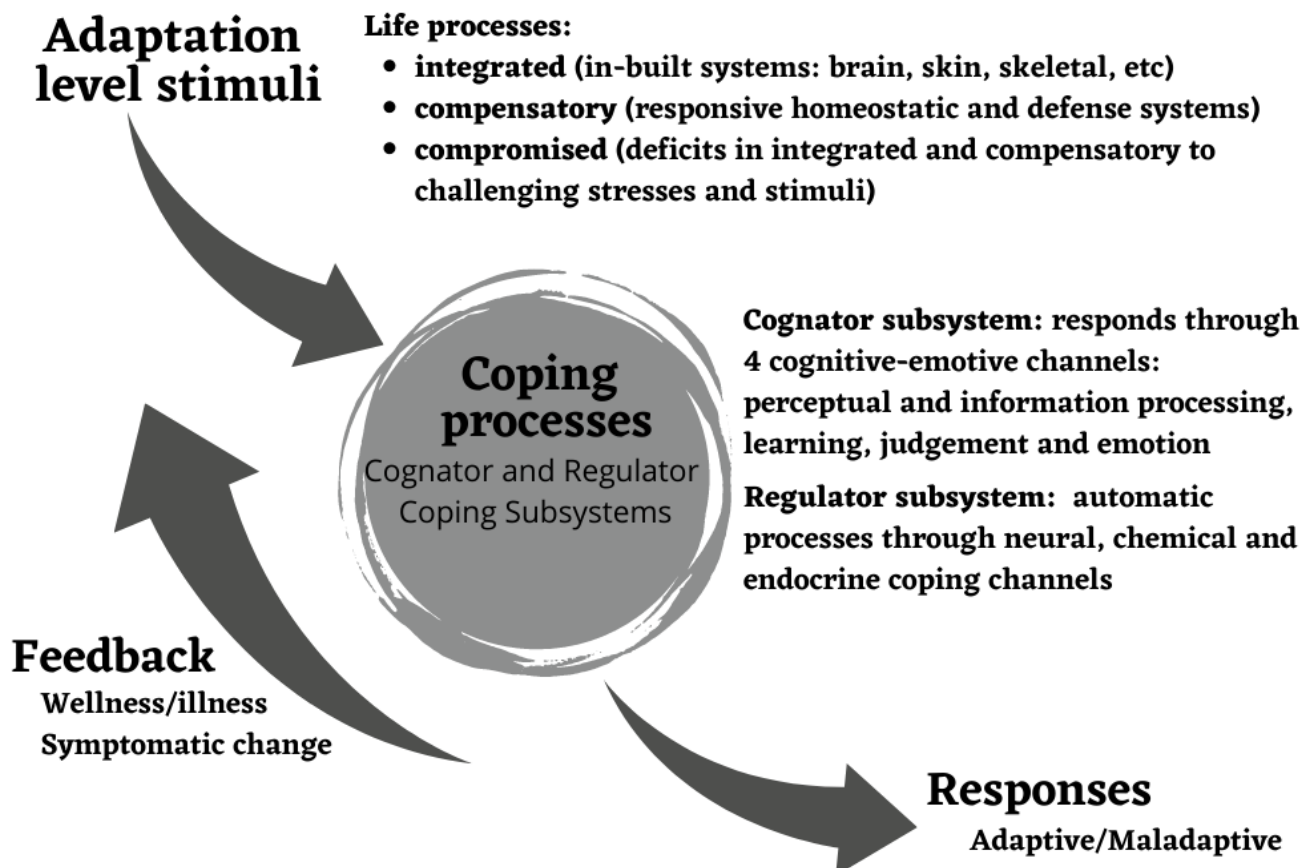 Adaptation
level stimuli
Life processes:
• integrated (in-built systems: brain, skin, skeletal, etc)
• compensatory (responsive homeostatic and defense systems)
• compromised (deficits in integrated and compensatory to
challenging stresses and stimuli)
Coping
processes
Cognator and Regulator
Coping Subsystems
Cognator subsystem: responds through
4 cognitive-emotive channels:
perceptual and information processing,
learning, judgement and emotion
Regulator subsystem: automatic
processes through neural, chemical and
endocrine coping channels
Feedback
Wellness/illness
Symptomatic change
Responses
Adaptive/Maladaptive